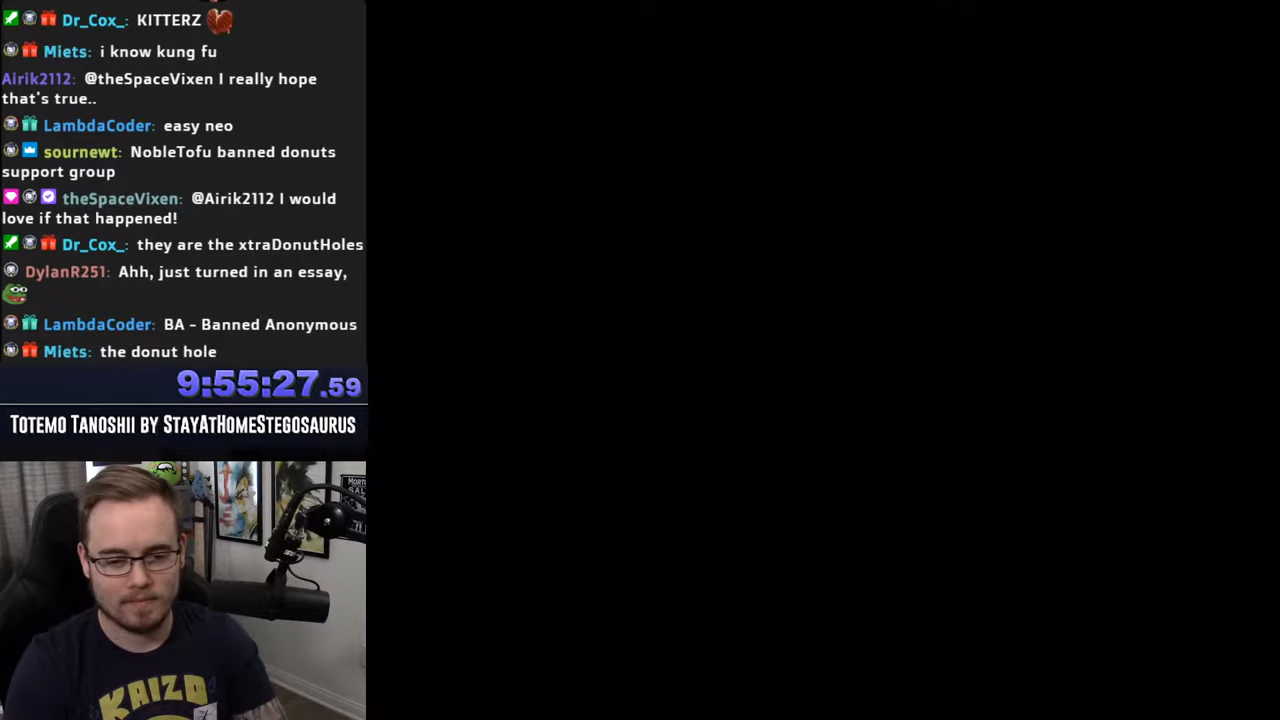 Dr_Cox_: KITTERZ
Miets: i know kung fu
Airik2112: @theSpaceVixen I really hope
that's true..
LambdaCoder: easy neo
sournewt: NobleTofu banned donuts
support group
theSpaceVixen: @Airik2112 I would
love if that happened!
Dr_Cox_: they are the xtraDonutHoles
DylanR251: Ahh, just turned in an essay,
LambdaCoder: BA - Banned Anonymous
Miets: the donut hole
9:55:27.59
Totemo Tanoshii by StayAtHomeStegosaurus
KAIZO